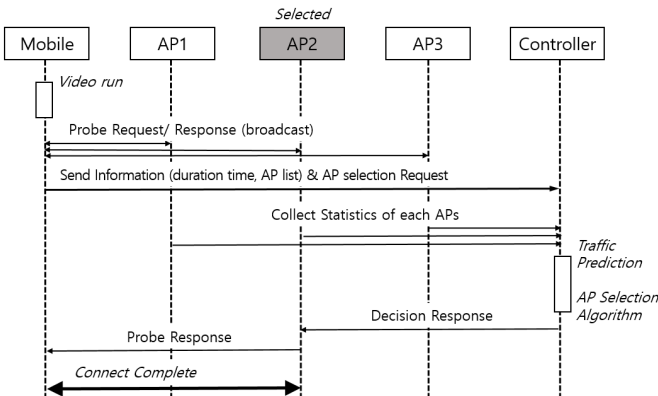 Selected
Mobile
AP1
AP2
AP3
Controller
Video run
Probe Request/ Response (broadcast)
Send Information (duration time, AP list) & AP selection Request
Collect Statistics of each APs
Traffic
Prediction
AP Selection
Algorithm
Decision Response
Probe Response
Connect Complete